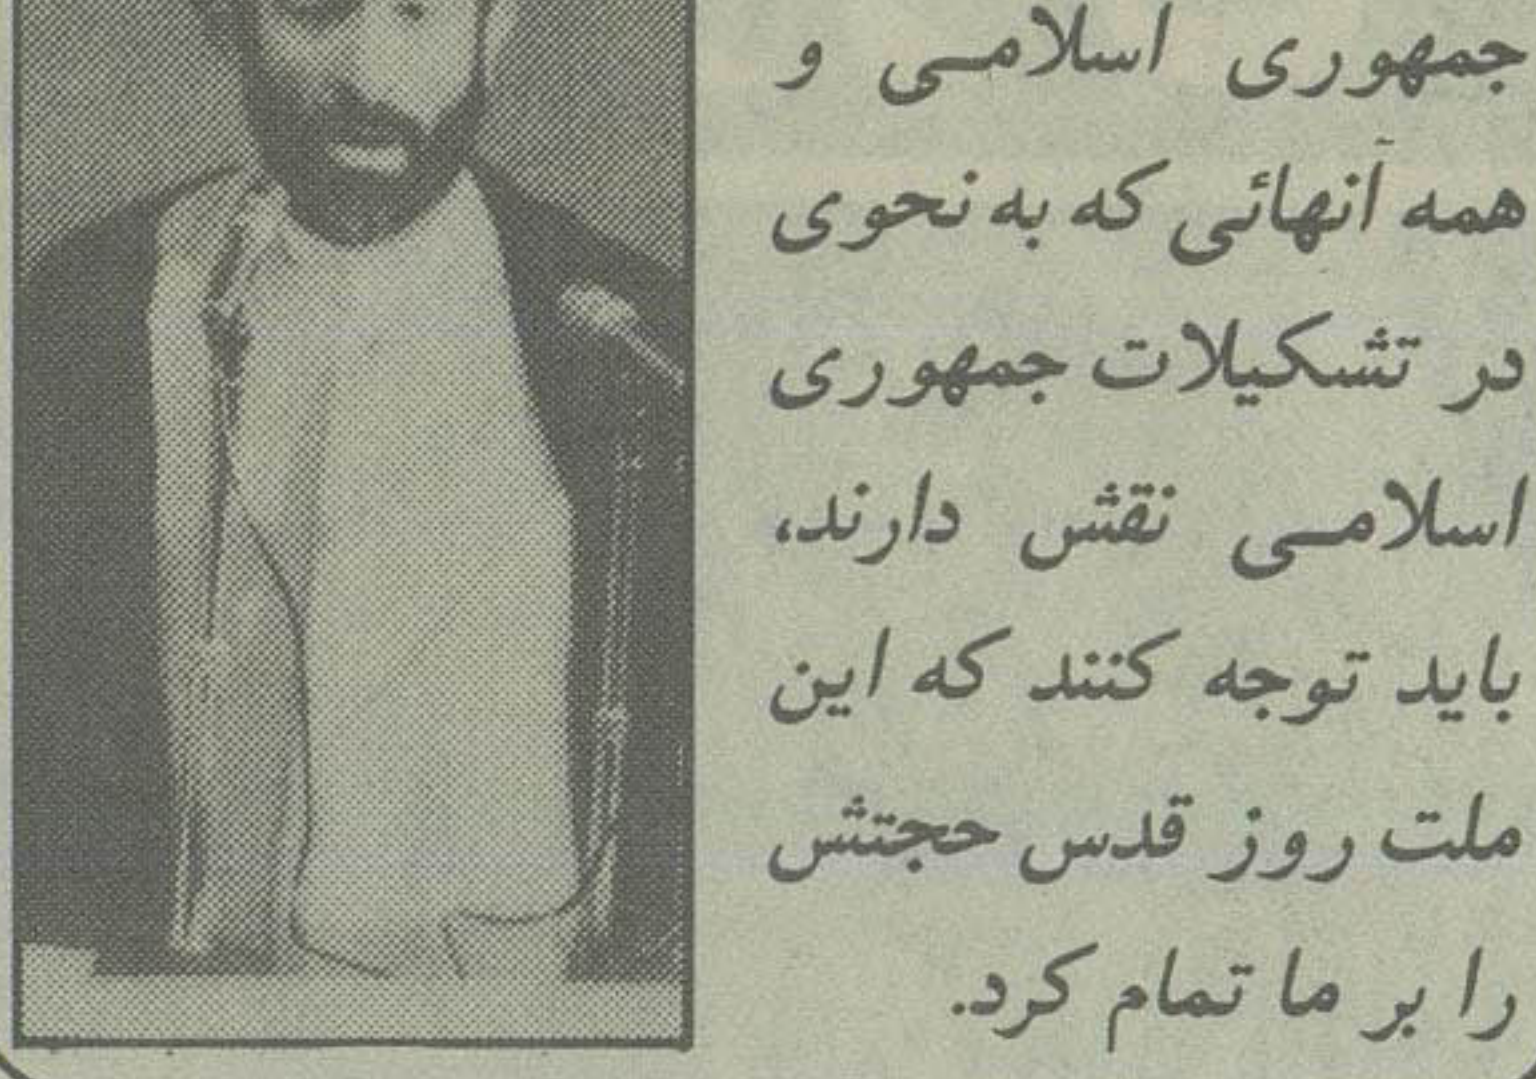 جمهوری اسلامی و
همه آنهائی که به نحوی
در تشکیلات جمهوری
اسلامی نقش دارند،
باید توجه کنند که این
ملت روز قدس حجتش
را بر ما تمام کرد.